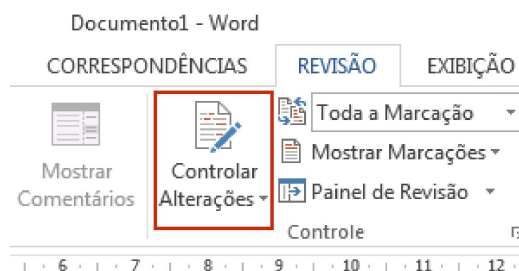 Documento1 - Word
CORRESPONDÊNCIAS REVISÃO EXIBIÇÃO
Mostrar Comentários
Controlar Alterações
Toda a Marcação
Mostrar Marcações
Painel de Revisão
Controle
6 7 8 9 10 11 12